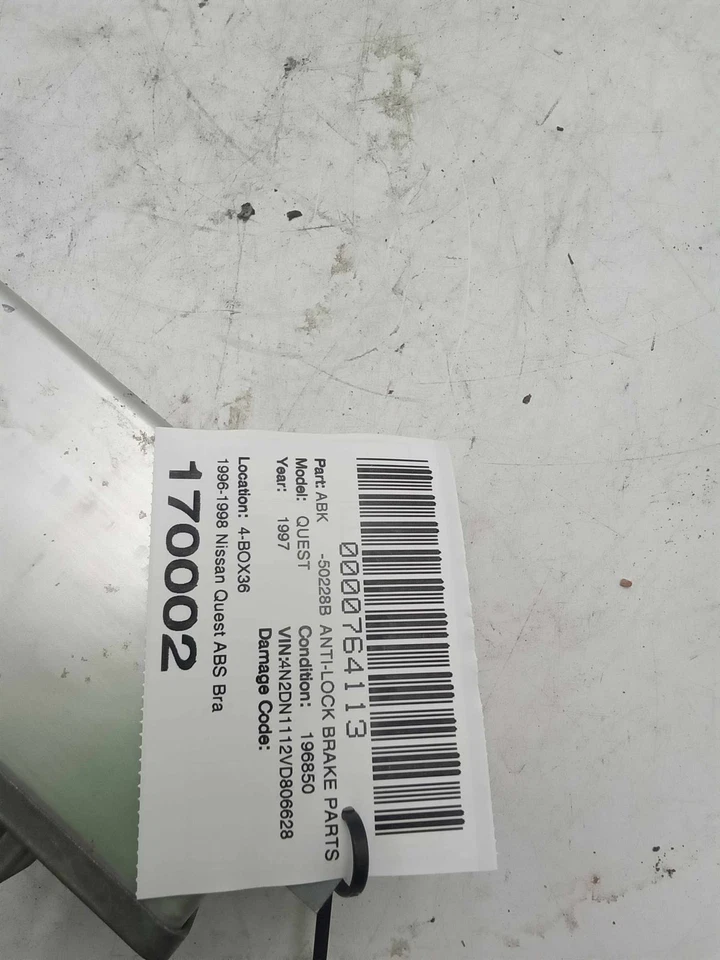 0000764113
Part: ABK -50228B ANTI-LOCK BRAKE PARTS
Model: QUEST Condition: 196850
Year: 1997 VIN:4N2DN1112VD806628
Damage Code:
Location: 4-BOX36
1996-1998 Nissan Quest ABS Bra
170002